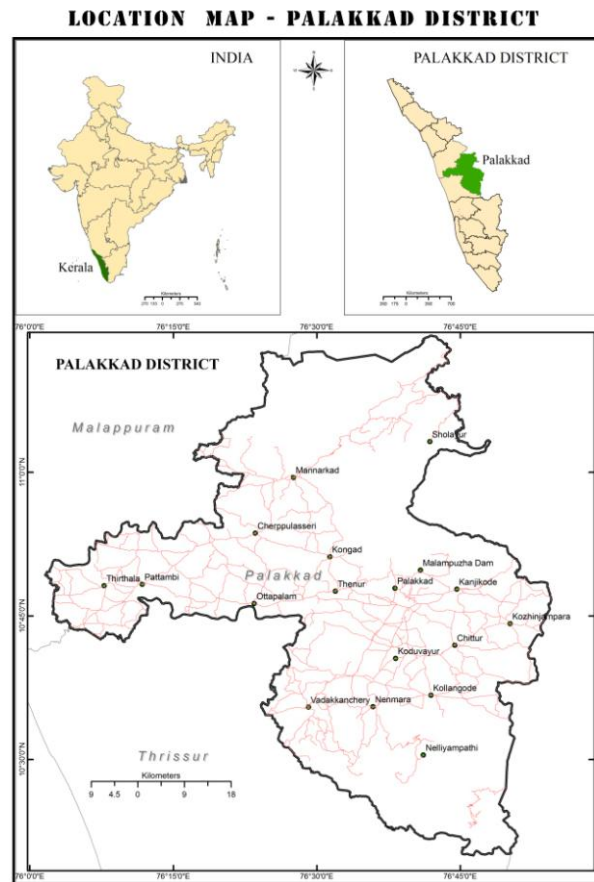 LOCATION MAP - PALAKKAD DISTRICT
INDIA
Kerala
Kilometers
PALAKKAD DISTRICT
Palakkad
Kilometers
76°0'0"E 76°15'0"E 76°30'0"E 76°45'0"E
PALAKKAD DISTRICT
Malappuram
Sholayur
11°0'0"N
Mannarkad
Cherppulasseri
Kongad
Malampuzha Dam
Palakkad
Thirthala
Pattambi
Thenur
Palakkad
Kanjikode
Ottapalam
10°45'0"N
Kozhinjampara
Chittur
Koduvayur
Kollangode
Vadakkanchery
Nenmara
Nelliyampathi
10°30'0"N
Thrissur
Kilometers
9 4.5 0 9 18
76°0'0"E 76°15'0"E 76°30'0"E 76°45'0"E